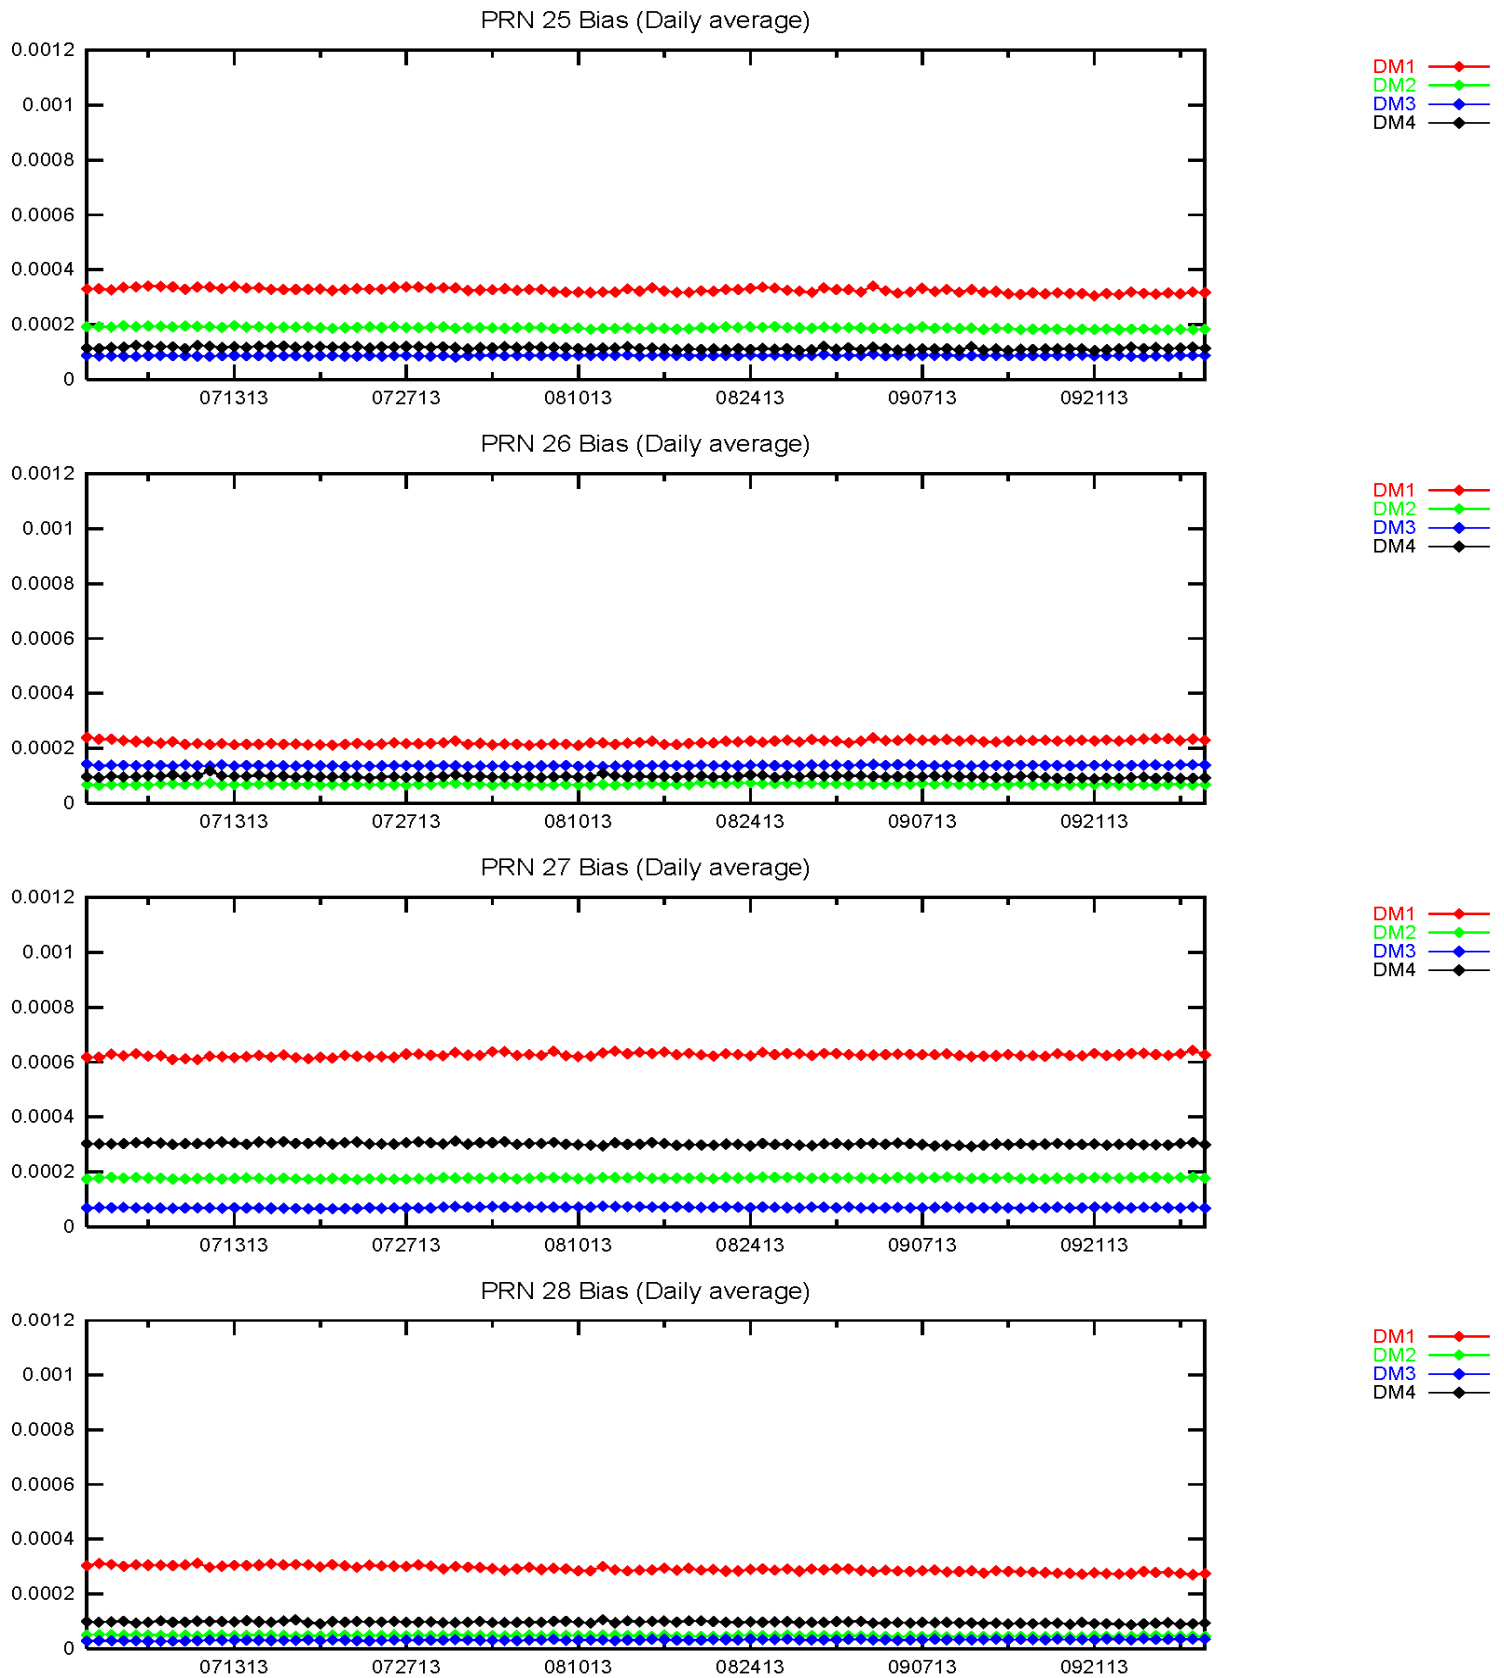 PRN 25 Bias (Daily average)
0.0012
0.001
0.0008
0.0006
0.0004
0.0002
0
071313 072713 081013 082413 090713 092113
DM1
DM2
DM3
DM4
PRN 26 Bias (Daily average)
0.0012
0.001
0.0008
0.0006
0.0004
0.0002
0
071313 072713 081013 082413 090713 092113
DM1
DM2
DM3
DM4
PRN 27 Bias (Daily average)
0.0012
0.001
0.0008
0.0006
0.0004
0.0002
0
071313 072713 081013 082413 090713 092113
DM1
DM2
DM3
DM4
PRN 28 Bias (Daily average)
0.0012
0.001
0.0008
0.0006
0.0004
0.0002
0
071313 072713 081013 082413 090713 092113
DM1
DM2
DM3
DM4